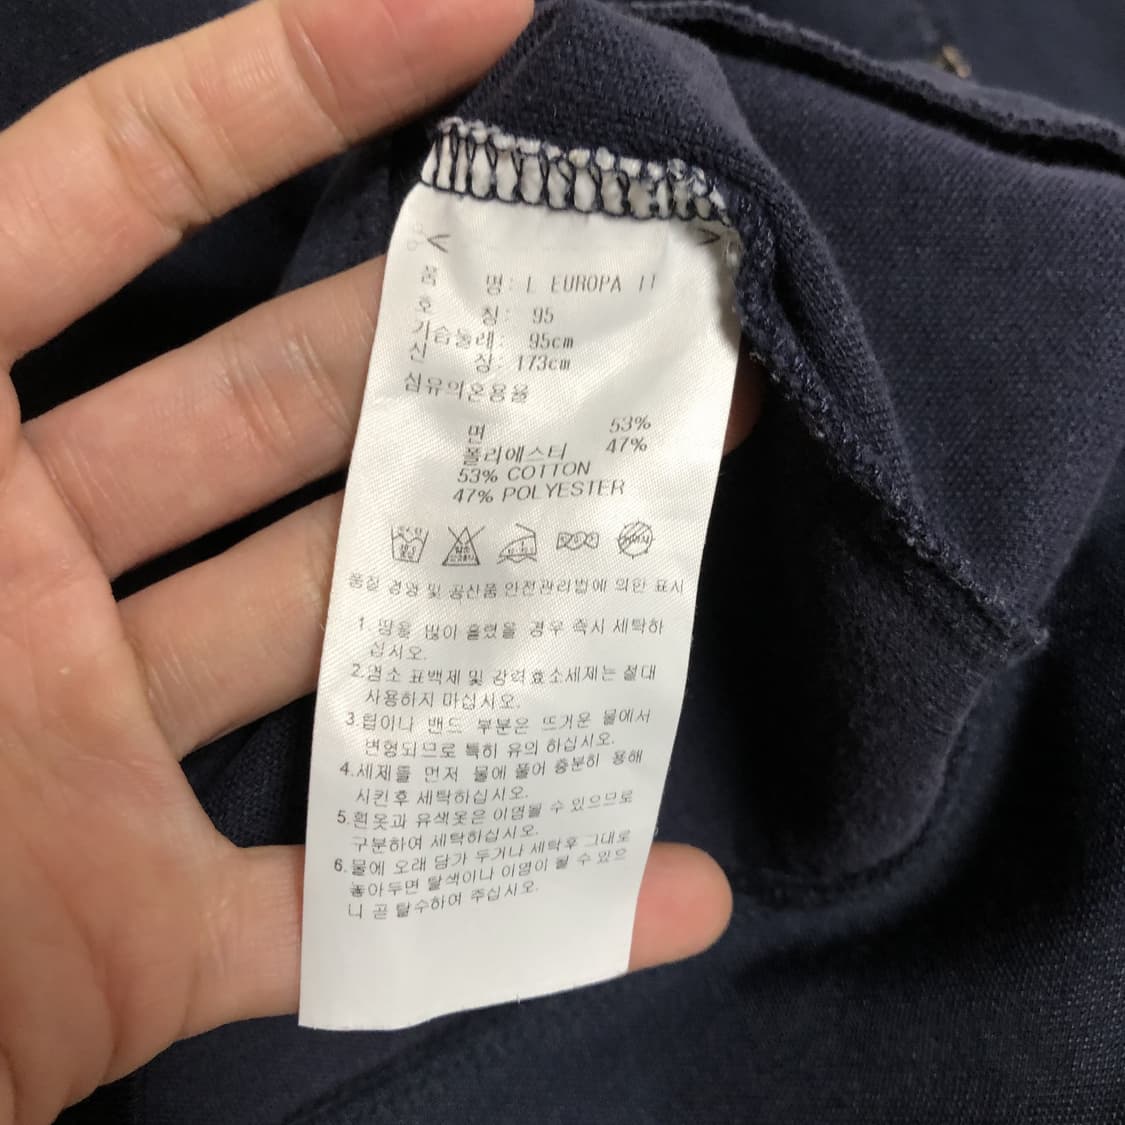 품 명: L EUROPA
호 칭: 95
가슴둘레: 95cm
신 장: 173cm
섬유의혼용율
면 53%
폴리에스터 47%
53% COTTON
47% POLYESTER
품질 경영 및 공산품 안전관리법에 의한 표시
1. 땀을 많이 흘렸을 경우 즉시 세탁하
십시오.
2.염소 표백제 및 강력효소세제는 절대
사용하지 마십시오.
3.립이나 밴드 부분은 뜨거운 물에서
변형되므로 특히 유의 하십시오.
4.세제를 먼저 물에 풀어 충분히 용해
시킨후 세탁하십시오.
5.흰옷과 유색옷은 이염될 수 있으므로
구분하여 세탁하십시오.
6.물에 오래 담가 두거나 세탁후 그대로
놓아두면 탈색이나 이염이 될 수 있으
니 곧 탈수하여 주십시오.